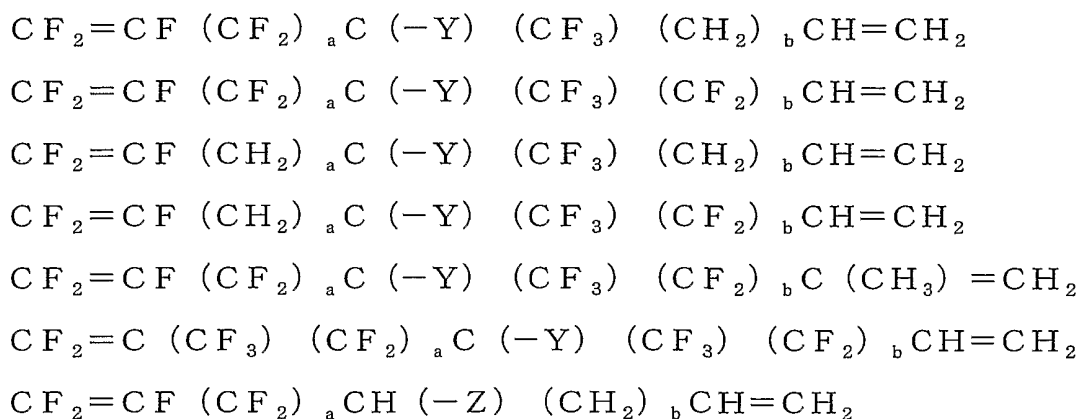 CF₂=CF (CF₂) ₐC (-Y) (CF₃) (CH₂) bCH=CH₂
CF₂=CF (CF₂) ₐC (-Y) (CF₃) (CF₂) bCH=CH₂
CF₂=CF (CH₂) ₐC (-Y) (CF₃) (CH₂) bCH=CH₂
CF₂=CF (CH₂) ₐC (-Y) (CF₃) (CF₂) bCH=CH₂
CF₂=CF (CF₂) ₐC (-Y) (CF₃) (CF₂) bC (CH₃) =CH₂
CF₂=C (CF₃) (CF₂) ₐC (-Y) (CF₃) (CF₂) bCH=CH₂
CF₂=CF (CF₂) ₐCH (-Z) (CH₂) bCH=CH₂